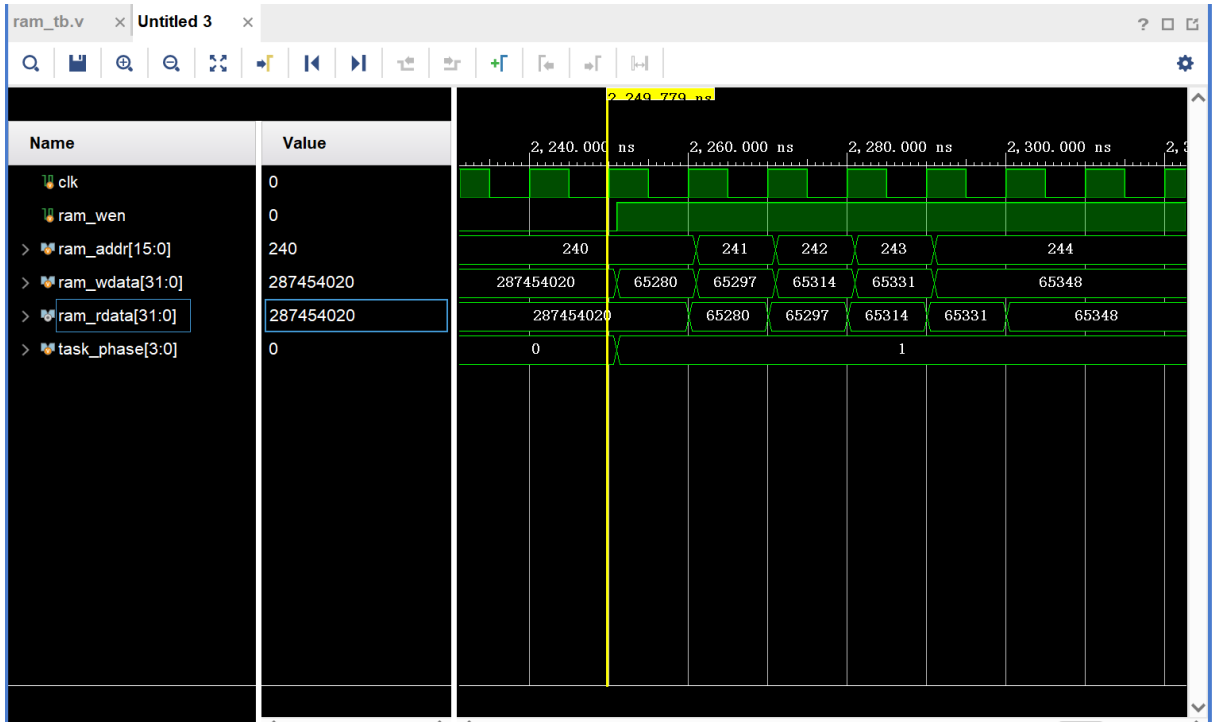 ram_tb.v × Untitled 3 × ?
2,249.779 ns
Name Value
2,240.000 ns 2,260.000 ns 2,280.000 ns 2,300.000 ns
clk 0
ram_wen 0
ram_addr[15:0] 240 240 241 242 243 244
ram_wdata[31:0] 287454020 287454020 65280 65297 65314 65331 65348
ram_rdata[31:0] 287454020 287454020 65280 65297 65314 65331 65348
task_phase[3:0] 0 0 1